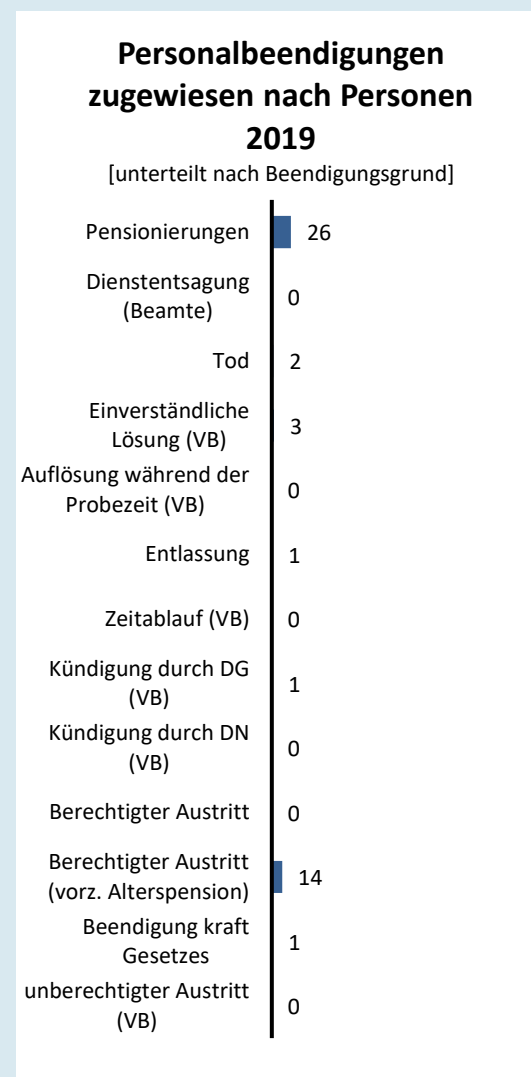 Personalbeendigungen
zugewiesen nach Personen
2019
[unterteilt nach Beendigungsgrund]
Pensionierungen 26
Dienstentsagung
(Beamte) 0
Tod 2
Einverständliche
Lösung (VB) 3
Auflösung während der
Probezeit (VB) 0
Entlassung 1
Zeitablauf (VB) 0
Kündigung durch DG
(VB) 1
Kündigung durch DN
(VB) 0
Berechtigter Austritt 0
Berechtigter Austritt
(vorz. Alterspension) 14
Beendigung kraft
Gesetzes 1
unberechtigter Austritt
(VB) 0